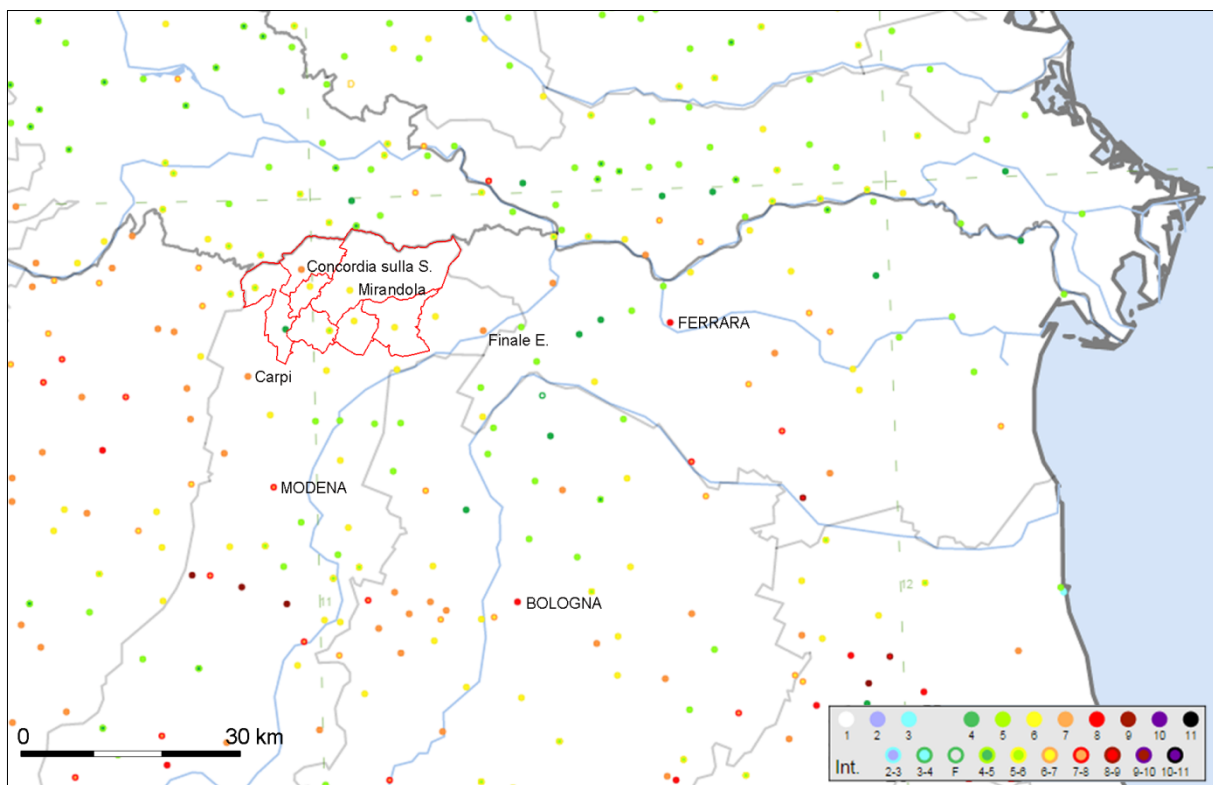 D
Concordia sulla S.
Mirandola
FERRARA
Finale E.
Carpi
MODENA
12
11
BOLOGNA
0 30 km
1 2 3 4 5 6 7 8 9 10 11
Int. 2-3 3-4 F 4-5 5-6 6-7 7-8 8-9 9-10 10-11